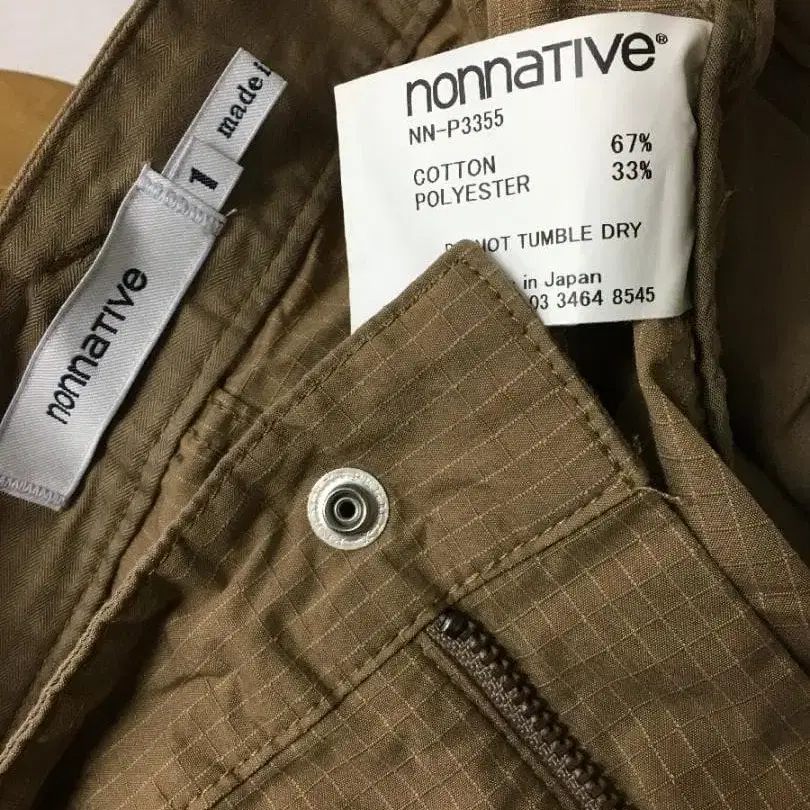 made i
1
nonnative
nonnative®
NN-P3355
COTTON 67%
POLYESTER 33%
NOT TUMBLE DRY
in Japan
03 3464 8545